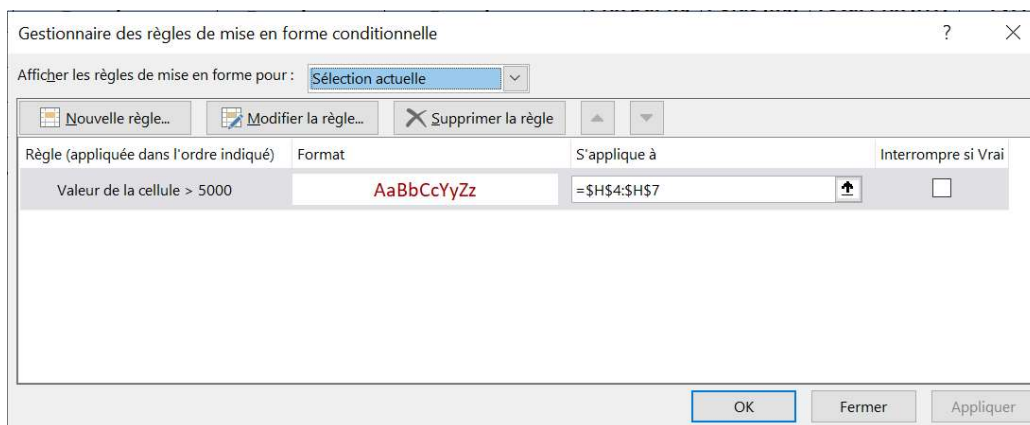 Gestionnaire des règles de mise en forme conditionnelle ?
Afficher les règles de mise en forme pour : Sélection actuelle
Nouvelle règle... Modifier la règle... Supprimer la règle
Règle (appliquée dans l'ordre indiqué) Format S'applique à Interrompre si Vrai
Valeur de la cellule > 5000 AaBbCcYyZz =$H$4:$H$7
OK Fermer Appliquer